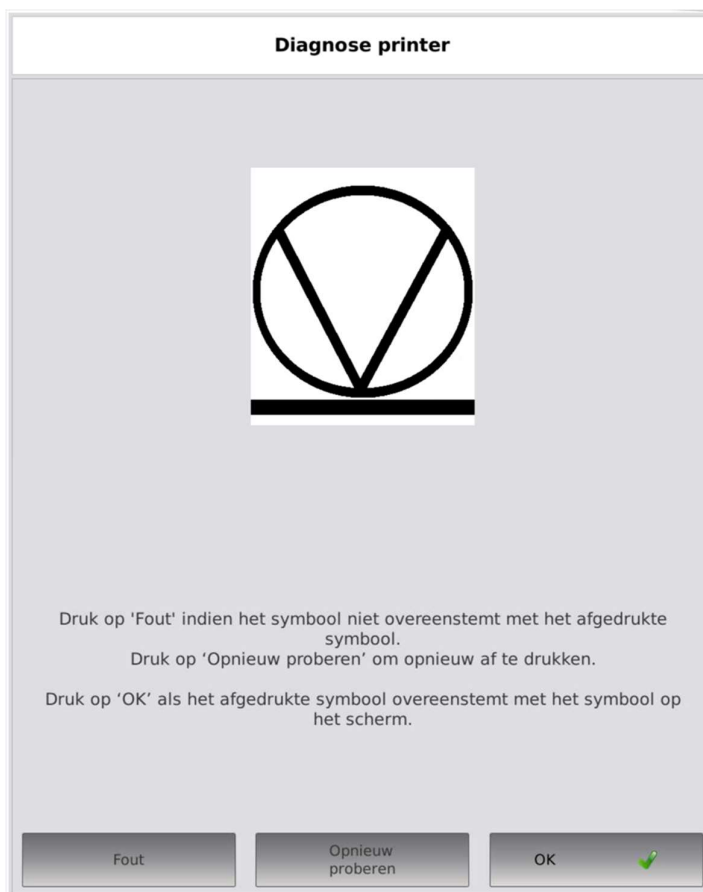 Diagnose printer
Druk op 'Fout' indien het symbool niet overeenstemt met het afgedrukte
symbool.
Druk op ‘Opnieuw proberen’ om opnieuw af te drukken.
Druk op ‘OK’ als het afgedrukte symbool overeenstemt met het symbool op
het scherm.
Fout
Opnieuw
proberen
OK